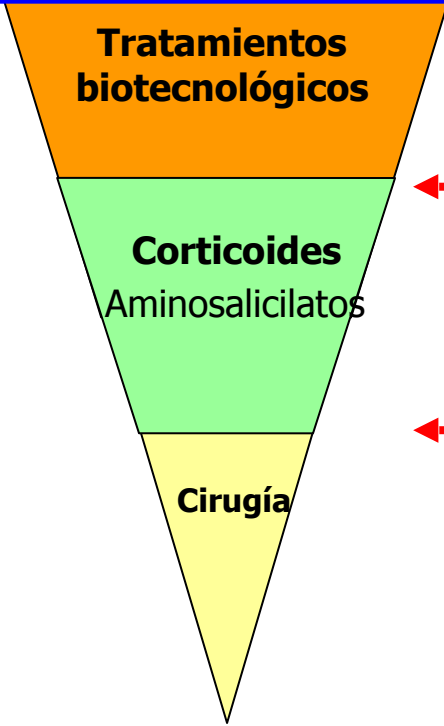 Tratamientos
biotecnológicos
Corticoides
Aminosalicilatos
Cirugía